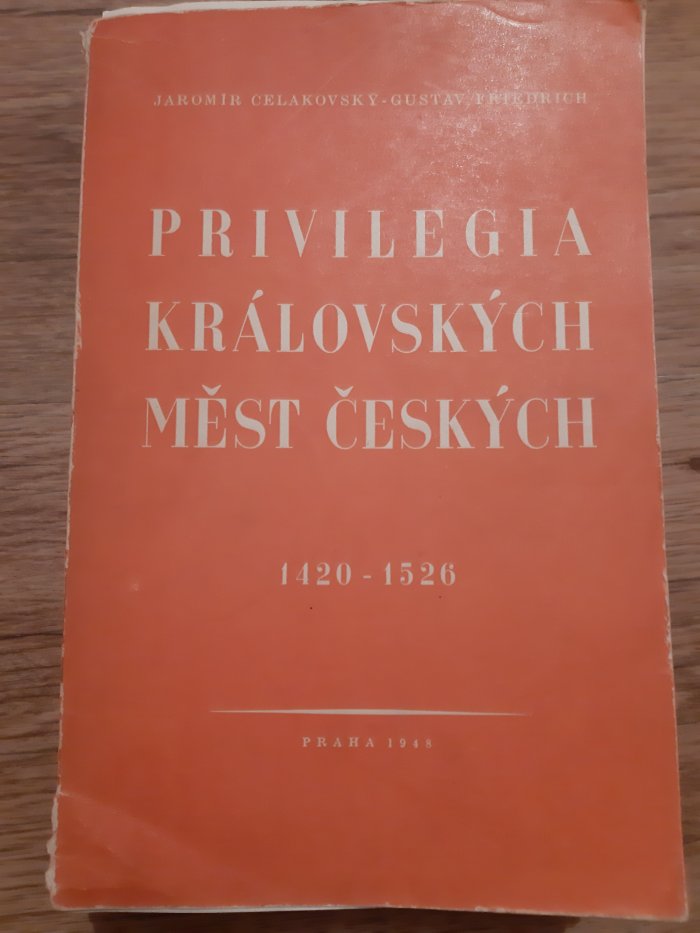 JAROMÍR ČELAKOVSKÝ - GUSTAV FRIEDRICH
PRIVILEGIA
KRÁLOVSKÝCH
MĚST ČESKÝCH
1420 - 1526
PRAHA 1948